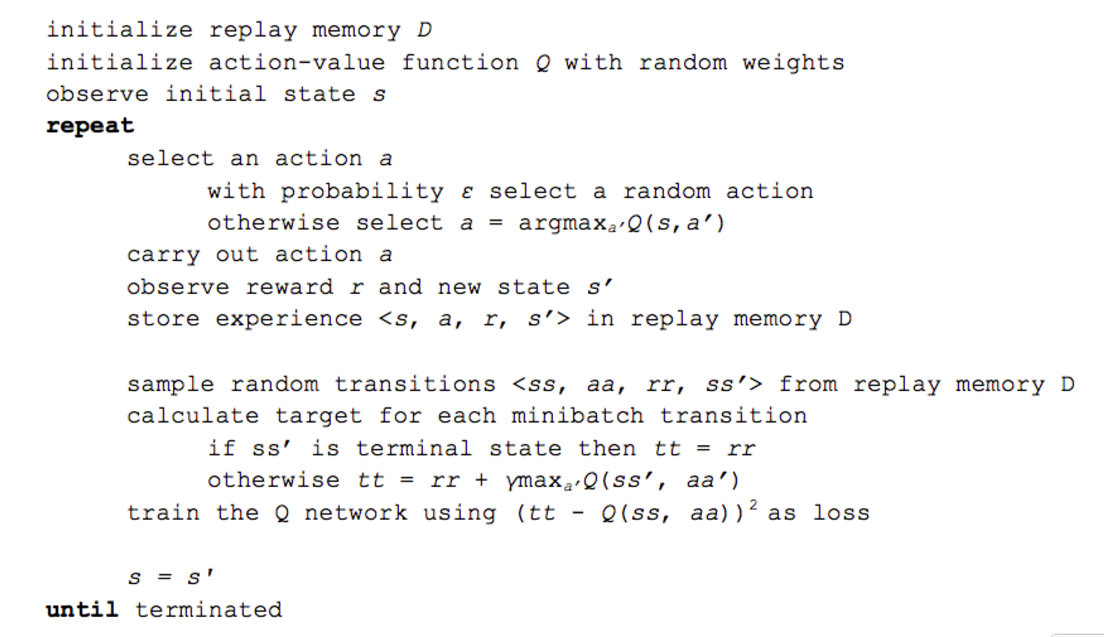 initialize replay memory D
initialize action-value function Q with random weights
observe initial state s
repeat
select an action a
with probability ε select a random action
otherwise select a = argmaxₐ′Q(s,a′)
carry out action a
observe reward r and new state s′
store experience <s, a, r, s′> in replay memory D
sample random transitions <ss, aa, rr, ss′> from replay memory D
calculate target for each minibatch transition
if ss′ is terminal state then tt = rr
otherwise tt = rr + γmaxₐ′Q(ss′, aa′)
train the Q network using (tt - Q(ss, aa))² as loss
s = s'
until terminated